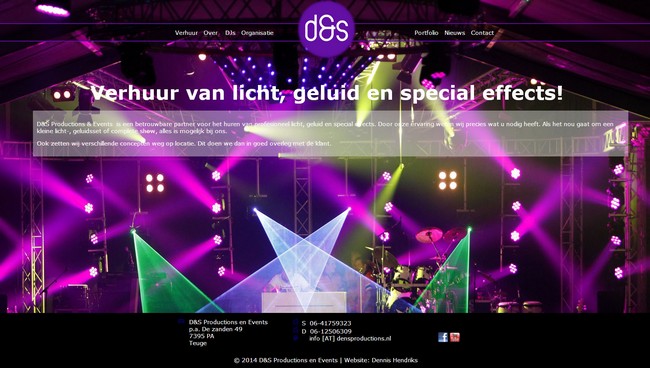 Verhuur Over DJs Organisatie
d&s
Portfolio Nieuws Contact
Verhuur van licht, geluid en special effects!
D&S Productions & Events is een betrouwbare partner voor het huren van professioneel licht, geluid en special effects. Door onze ervaring weten wij precies wat u nodig heeft. Als het nou gaat om een
kleine licht-, geluidsset of complete show, alles is mogelijk bij ons.
Ook zetten wij verschillende concepten weg op locatie. Dit doen we dan in goed overleg met de klant.
D&S Productions en Events
p.a. De zanden 49
7395 PA
Teuge
S 06-41759323
D 06-12506309
info [AT] densproductions.nl
© 2014 D&S Productions en Events | Website: Dennis Hendriks